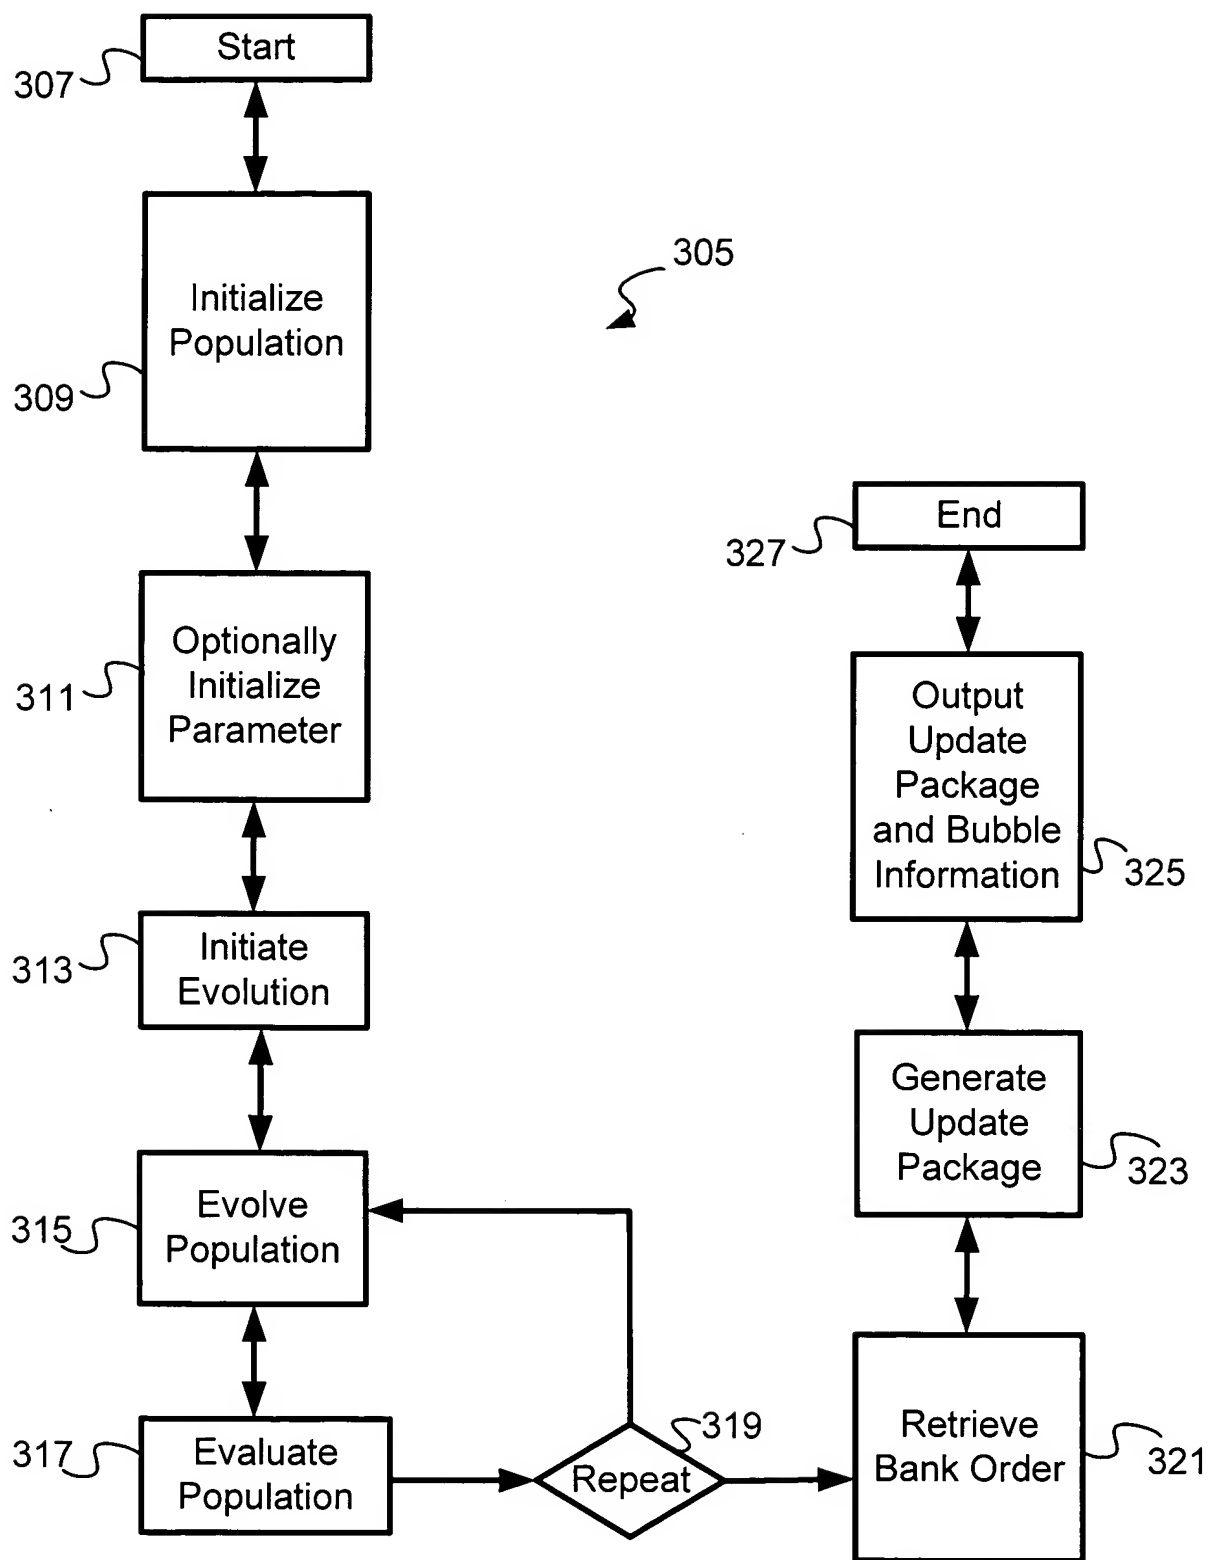 Start
307
Initialize
Population
309
305
Optionally
Initialize
Parameter
311
Initiate
Evolution
313
Evolve
Population
315
Evaluate
Population
317
Repeat
319
End
327
Output
Update
Package
and Bubble
Information
325
Generate
Update
Package
323
Retrieve
Bank Order
321